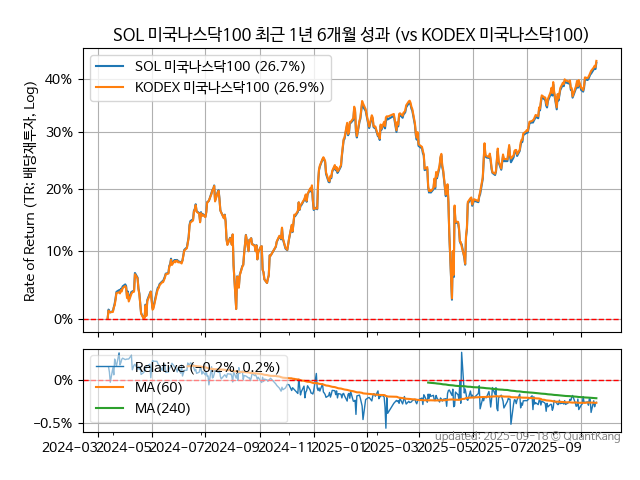 SOL 미국나스닥100 최근 1년 6개월 성과 (vs KODEX 미국나스닥100)
SOL 미국나스닥100 (26.7%)
KODEX 미국나스닥100 (26.9%)
Rate of Return (TR: 배당재투자, Log)
40%
30%
20%
10%
0%
Relative (−0.2%, 0.2%)
MA(60)
MA(240)
0%
−0.5%
2024-03 2024-05 2024-07 2024-09 2024-11 2025-01 2025-03 2025-05 2025-07 2025-09
updated: 2025-09-18 © QuantKang